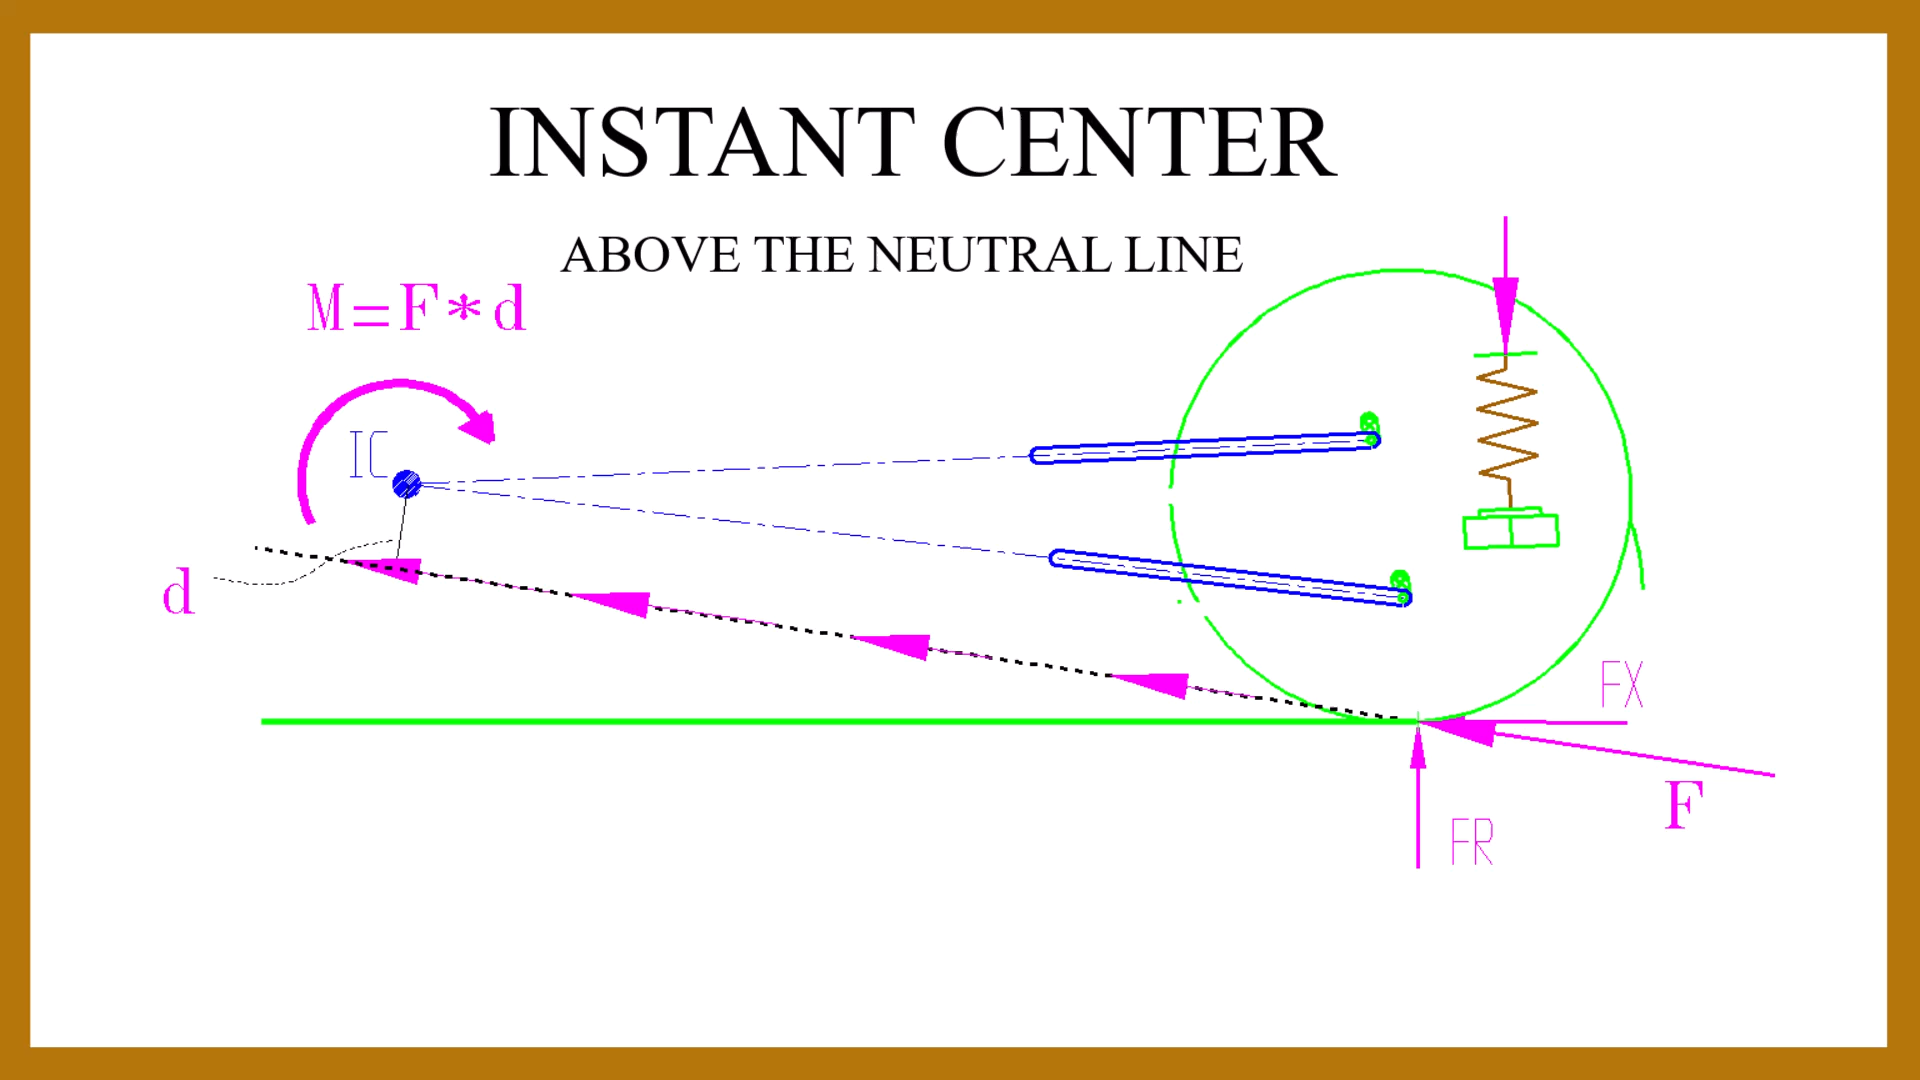 INSTANT CENTER
ABOVE THE NEUTRAL LINE
M=F*d
IC
d
FX
F
FR